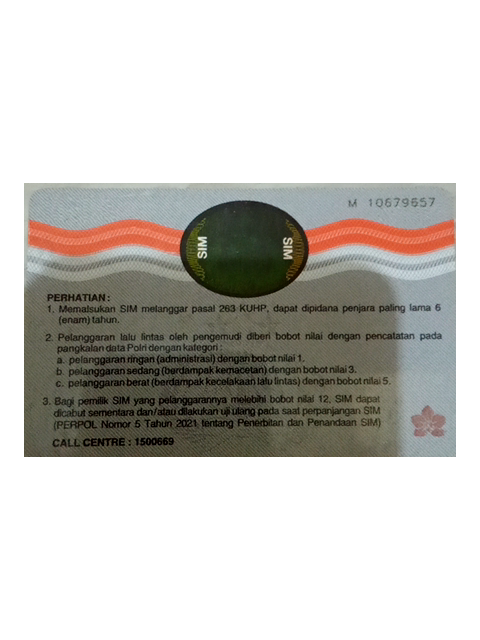 M 10679657
SIM SIM
PERHATIAN :
1. Memalsukan SIM melanggar pasal 263 KUHP, dapat dipidana penjara paling lama 6
(enam) tahun.
2. Pelanggaran lalu lintas oleh pengemudi diberi bobot nilai dengan pencatatan pada
pangkalan data Polri dengan kategori :
a. pelanggaran ringan (administrasi) dengan bobot nilai 1.
b. pelanggaran sedang (berdampak kemacetan) dengan bobot nilai 3.
c. pelanggaran berat (berdampak kecelakaan lalu lintas) dengan bobot nilai 5.
3. Bagi pemilik SIM yang pelanggarannya melebihi bobot nilai 12, SIM dapat
dicabut sementara dan/atau dilakukan uji ulang pada saat perpanjangan SIM
(PERPOL Nomor 5 Tahun 2021 tentang Penerbitan dan Penandaan SIM)
CALL CENTRE : 1500669